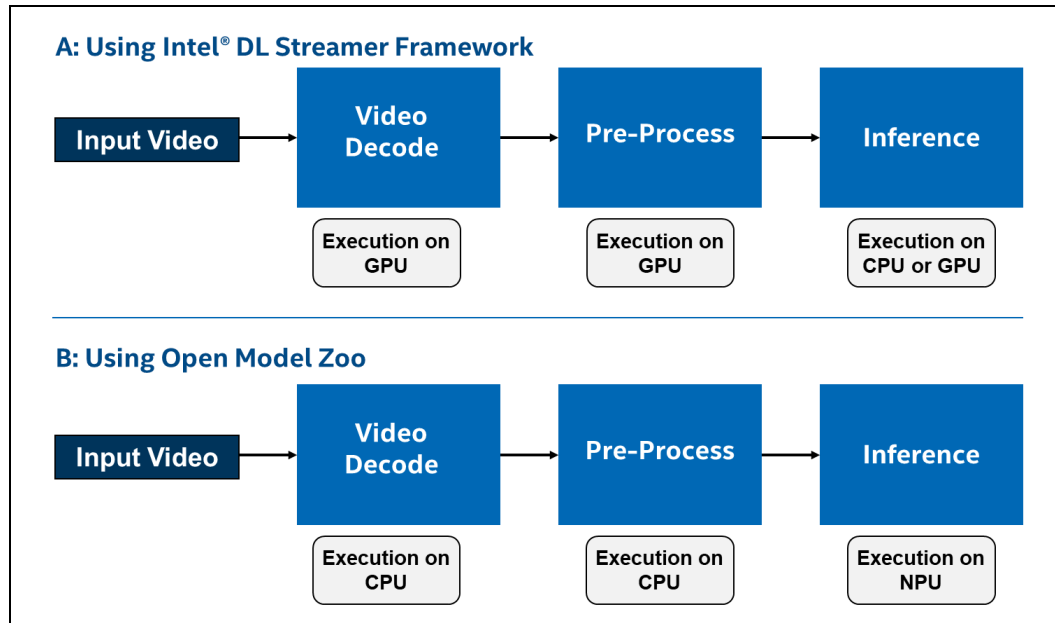 A: Using Intel® DL Streamer Framework
Input Video
Video
Decode
Pre-Process
Inference
Execution on
GPU
Execution on
GPU
Execution on
CPU or GPU
B: Using Open Model Zoo
Input Video
Video
Decode
Pre-Process
Inference
Execution on
CPU
Execution on
CPU
Execution on
NPU